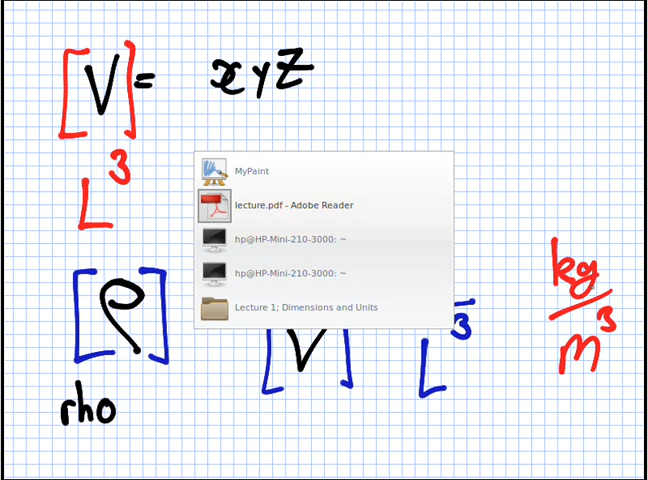 [V] = xyz
L³
MyPaint
lecture.pdf - Adobe Reader
hp@HP-Mini-210-3000: ~
hp@HP-Mini-210-3000: ~
Lecture 1; Dimensions and Units
[ρ] [V] L³ kg/m³
rho